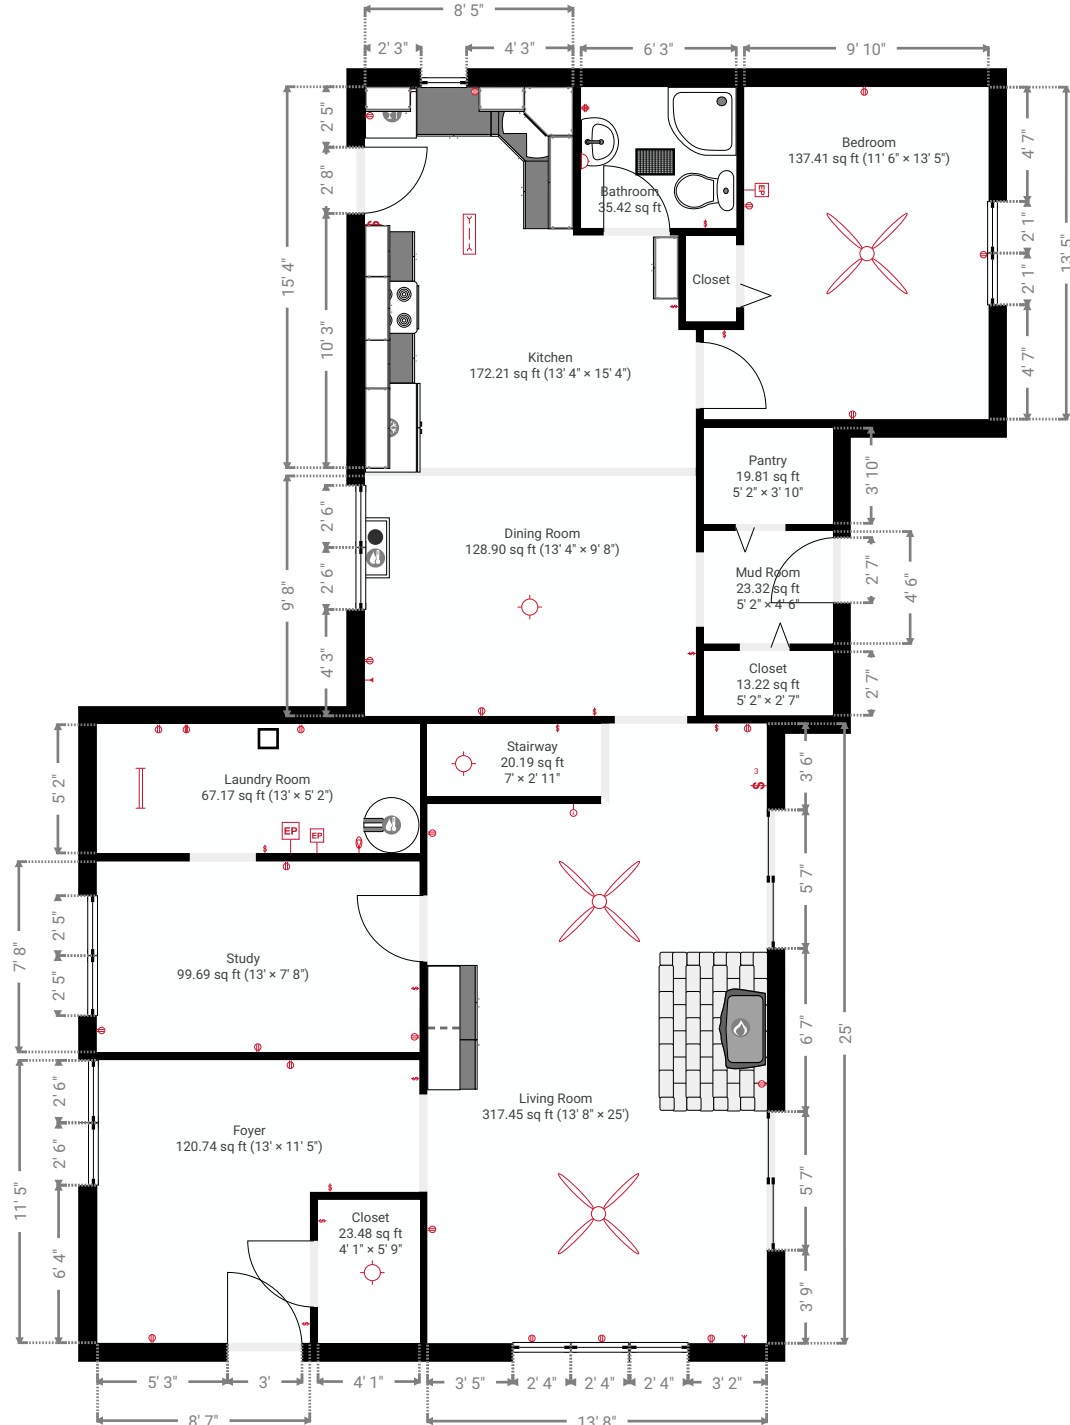 8' 5"
2' 3"
4' 3"
6' 3"
9' 10"
2' 5"
2' 8"
15' 4"
10' 3"
Bedroom
137.41 sq ft (11' 6" × 13' 5")
EP
Bathroom
35.42 sq ft
4' 7"
2' 1"
2' 1"
13' 5"
4' 7"
Closet
Kitchen
172.21 sq ft (13' 4" × 15' 4")
Pantry
19.81 sq ft
5' 2" × 3' 10"
3' 10"
2' 6"
2' 6"
9' 8"
4' 3"
Dining Room
128.90 sq ft (13' 4" × 9' 8")
Mud Room
23.32 sq ft
5' 2" × 4' 6"
2' 7"
4' 6"
Closet
13.22 sq ft
5' 2" × 2' 7"
2' 7"
5' 2"
Laundry Room
67.17 sq ft (13' × 5' 2")
EP
EP
Stairway
20.19 sq ft
7' × 2' 11"
3
$
3' 6"
5' 7"
7' 8"
2' 5"
2' 5"
Study
99.69 sq ft (13' × 7' 8")
6' 7"
25'
Living Room
317.45 sq ft (13' 8" × 25')
11' 5"
2' 6"
2' 6"
6' 4"
Foyer
120.74 sq ft (13' × 11' 5")
5' 7"
Closet
23.48 sq ft
4' 1" × 5' 9"
3' 9"
5' 3"
3'
4' 1"
3' 5"
2' 4"
2' 4"
2' 4"
3' 2"
8' 7"
13' 8"